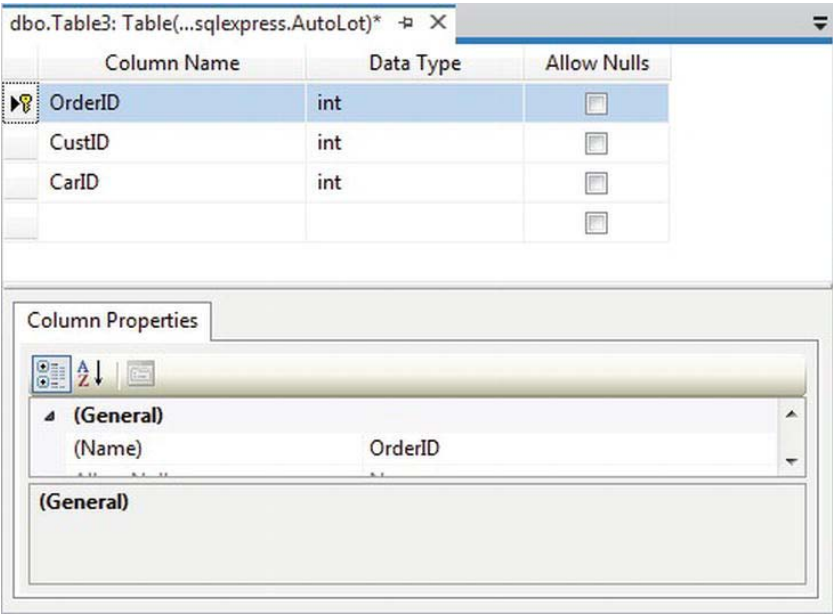 dbo.Table3: Table(...sqlexpress.AutoLot)*
Column Name Data Type Allow Nulls
OrderID int
CustID int
CarID int
Column Properties
A Z
(General)
(Name) OrderID
(General)